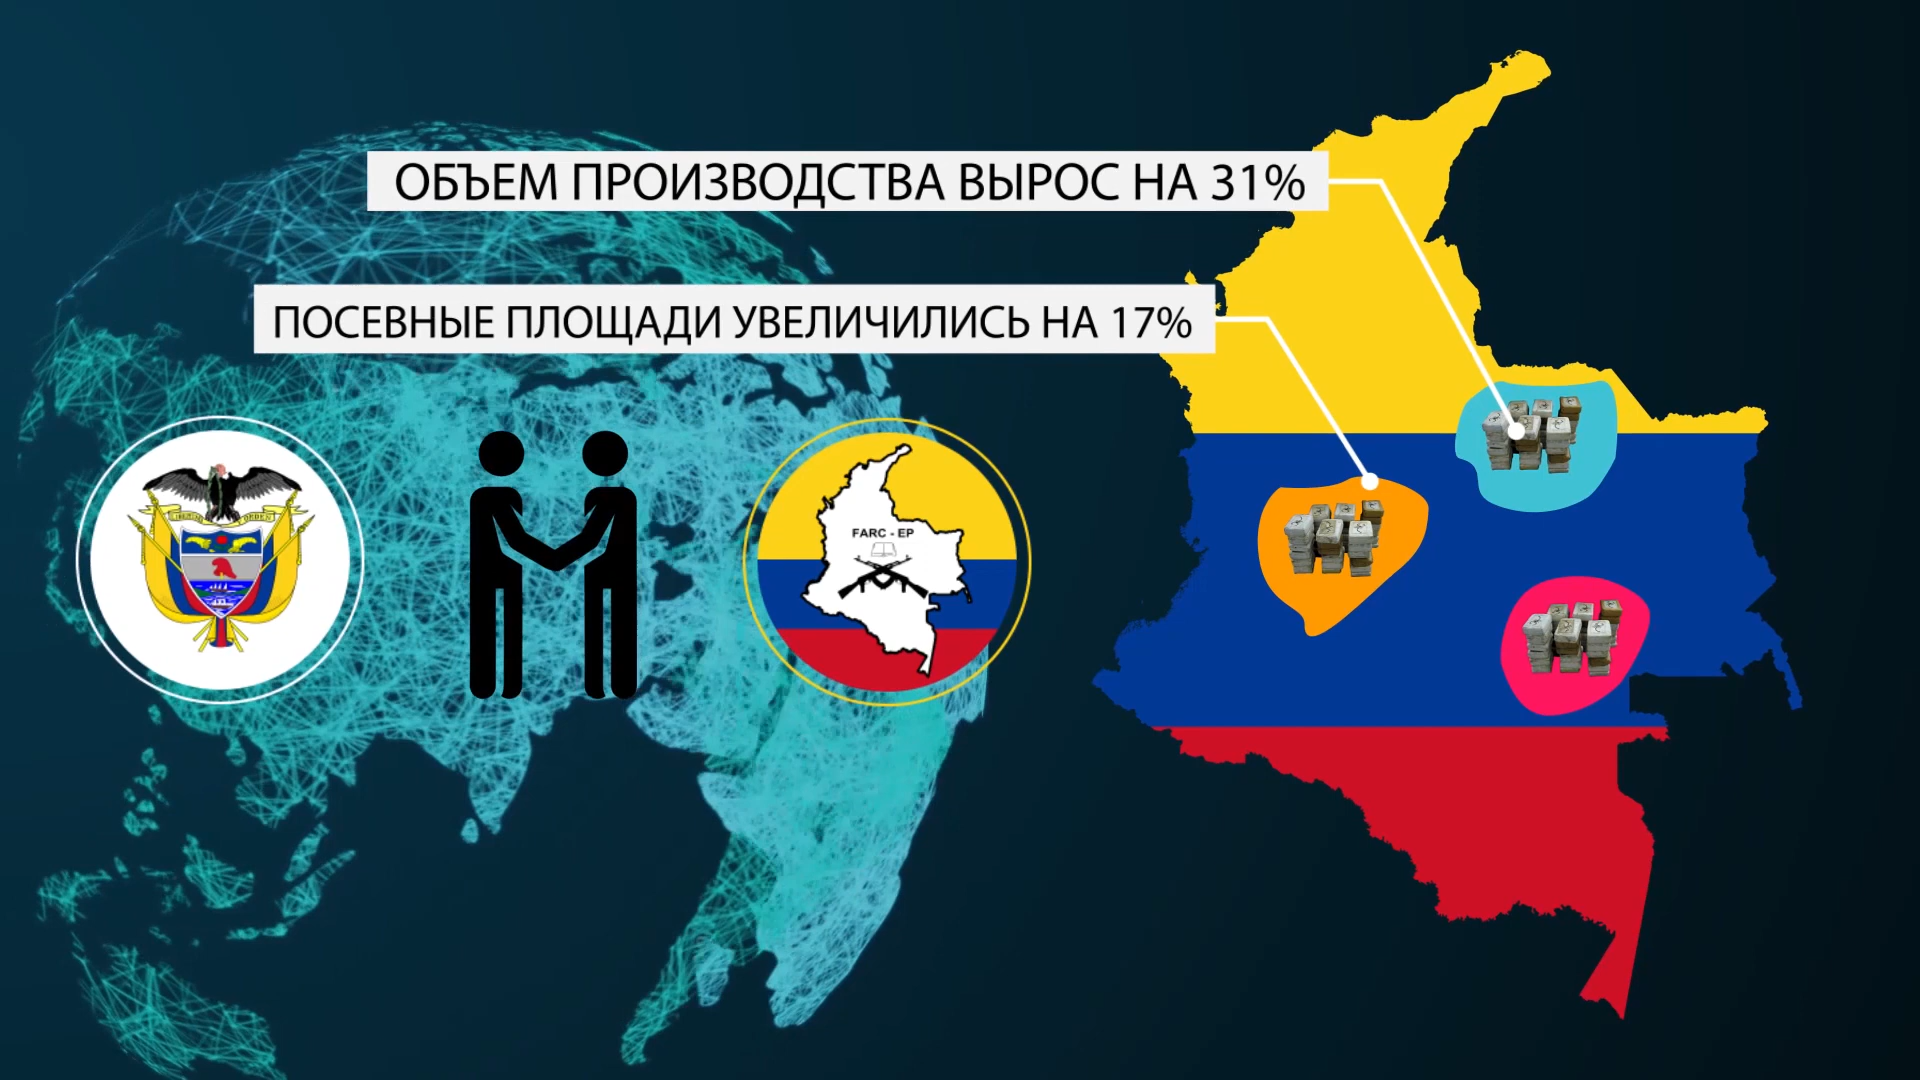 ОБЪЕМ ПРОИЗВОДСТВА ВЫРОС НА 31%
ПОСЕВНЫЕ ПЛОЩАДИ УВЕЛИЧИЛИСЬ НА 17%
FARC - EP